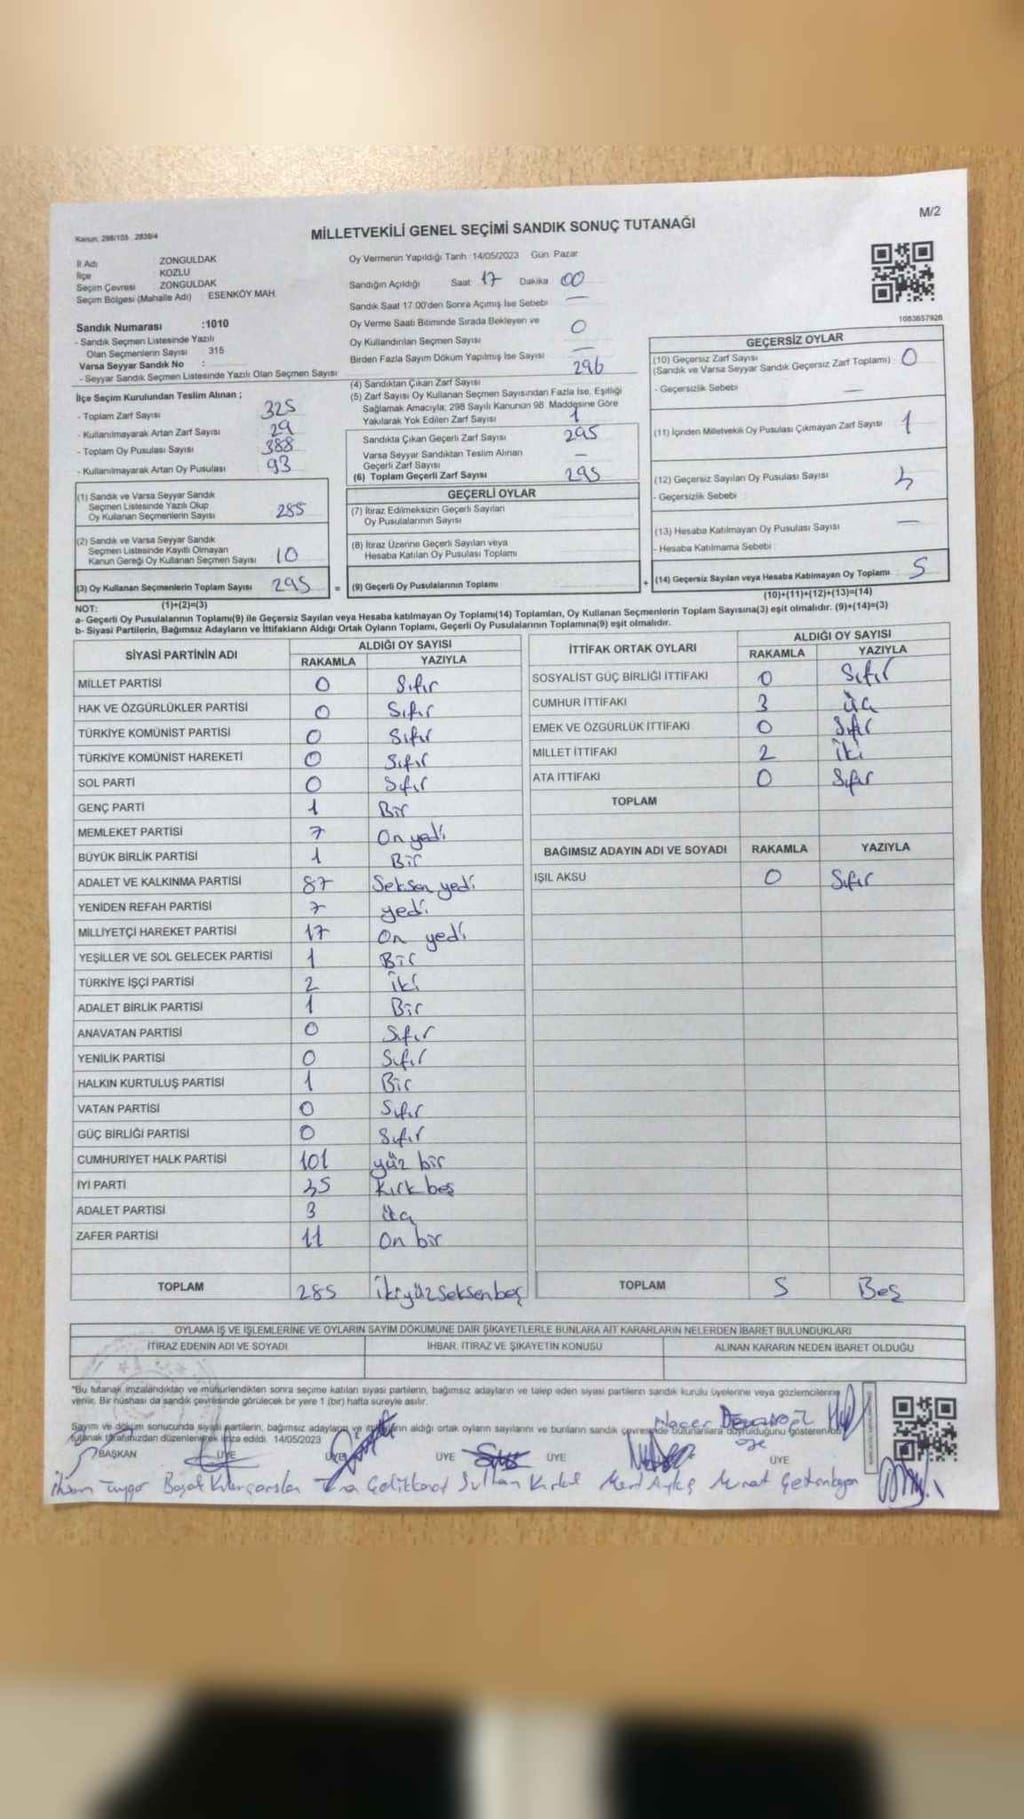 Kanun: 298/105 . 2839/4
MİLLETVEKİLİ GENEL SEÇİMİ SANDIK SONUÇ TUTANAĞI
M/2
İl Adı ZONGULDAK
İlçe KOZLU
Seçim Çevresi ZONGULDAK
Seçim Bölgesi (Mahalle Adı) ESENKÖY MAH.
Sandık Numarası :1010
- Sandık Seçmen Listesinde Yazılı
Olan Seçmenlerin Sayısı 315
Varsa Seyyar Sandık No :
- Seyyar Sandık Seçmen Listesinde Yazılı Olan Seçmen Sayısı
Oy Vermenin Yapıldığı Tarih 14/05/2023 Gün Pazar
Sandığın Açıldığı Saat 17 Dakika 00
Sandık Saat 17.00'den Sonra Açımış İse Sebebi —
Oy Verme Saati Bitiminde Sırada Bekleyen ve
Oy Kullandırılan Seçmen Sayısı 0
Birden Fazla Sayım Döküm Yapılmış İse Sayısı —
1083657928
İlçe Seçim Kurulundan Teslim Alınan ;
- Toplam Zarf Sayısı 325
- Kullanılmayarak Artan Zarf Sayısı 29
- Toplam Oy Pusulası Sayısı 388
- Kullanılmayarak Artan Oy Pusulası 93
(4) Sandıktan Çıkan Zarf Sayısı 296
(5) Zarf Sayısı Oy Kullanan Seçmen Sayısından Fazla İse, Eşitliği
Sağlamak Amacıyla; 298 Sayılı Kanunun 98. Maddesine Göre
Yakılarak Yok Edilen Zarf Sayısı 1
Sandıkta Çıkan Geçerli Zarf Sayısı 295
Varsa Seyyar Sandıktan Teslim Alınan
Geçerli Zarf Sayısı —
(6) Toplam Geçerli Zarf Sayısı 295
GEÇERSİZ OYLAR
(10) Geçersiz Zarf Sayısı 0
(Sandık ve Varsa Seyyar Sandık Geçersiz Zarf Toplamı)
- Geçersizlik Sebebi —
(11) İçinden Milletvekili Oy Pusulası Çıkmayan Zarf Sayısı 1
(12) Geçersiz Sayılan Oy Pusulası Sayısı
- Geçersizlik Sebebi
(13) Hesaba Katılmayan Oy Pusulası Sayısı —
- Hesaba Katılmama Sebebi
(14) Geçersiz Sayılan veya Hesaba Katılmayan Oy Toplamı 5
(10)+(11)+(12)+(13)=(14)
(1) Sandık ve Varsa Seyyar Sandık
Seçmen Listesinde Yazılı Olup
Oy Kullanan Seçmenlerin Sayısı 285
(2) Sandık ve Varsa Seyyar Sandık
Seçmen Listesinde Kayıtlı Olmayan
Kanun Gereği Oy Kullanan Seçmen Sayısı 10
(3) Oy Kullanan Seçmenlerin Toplam Sayısı 295 =
(1)+(2)=(3)
GEÇERLİ OYLAR
(7) İtiraz Edilmeksizin Geçerli Sayılan
Oy Pusulalarının Sayısı
(8) İtiraz Üzerine Geçerli Sayılan veya
Hesaba Katılan Oy Pusulası Toplamı
(9) Geçerli Oy Pusulalarının Toplamı +
NOT:
a- Geçerli Oy Pusulalarının Toplamı(9) ile Geçersiz Sayılan veya Hesaba katılmayan Oy Toplamı(14) Toplamları, Oy Kullanan Seçmenlerin Toplam Sayısına(3) eşit olmalıdır. (9)+(14)=(3)
b- Siyasi Partilerin, Bağımsız Adayların ve İttifakların Aldığı Ortak Oyların Toplamı, Geçerli Oy Pusulalarının Toplamına(9) eşit olmalıdır.
SİYASİ PARTİNİN ADI ALDIĞI OY SAYISI
RAKAMLA YAZIYLA
MİLLET PARTİSİ 0 Sıfır
HAK VE ÖZGÜRLÜKLER PARTİSİ 0 Sıfır
TÜRKİYE KOMÜNİST PARTİSİ 0 Sıfır
TÜRKİYE KOMÜNİST HAREKETİ 0 Sıfır
SOL PARTİ 0 Sıfır
GENÇ PARTİ 1 Bir
MEMLEKET PARTİSİ 7 On yedi
BÜYÜK BİRLİK PARTİSİ 1 Bir
ADALET VE KALKINMA PARTİSİ 87 Seksen yedi
YENİDEN REFAH PARTİSİ 7 yedi
MİLLİYETÇİ HAREKET PARTİSİ 17 On yedi
YEŞİLLER VE SOL GELECEK PARTİSİ 1 Bir
TÜRKİYE İŞÇİ PARTİSİ 2 iki
ADALET BİRLİK PARTİSİ 1 Bir
ANAVATAN PARTİSİ 0 Sıfır
YENİLİK PARTİSİ 0 Sıfır
HALKIN KURTULUŞ PARTİSİ 1 Bir
VATAN PARTİSİ 0 Sıfır
GÜÇ BİRLİĞİ PARTİSİ 0 Sıfır
CUMHURİYET HALK PARTİSİ 101 yüz bir
İYİ PARTİ 35 kırk beş
ADALET PARTİSİ 3 üç
ZAFER PARTİSİ 11 On bir
TOPLAM 285 ikiyüzseksenbeş
İTTİFAK ORTAK OYLARI ALDIĞI OY SAYISI
RAKAMLA YAZIYLA
SOSYALİST GÜÇ BİRLİĞİ İTTİFAKI 0 Sıfır
CUMHUR İTTİFAKI 3 üç
EMEK VE ÖZGÜRLÜK İTTİFAKI 0 Sıfır
MİLLET İTTİFAKI 2 iki
ATA İTTİFAKI 0 Sıfır
TOPLAM
BAĞIMSIZ ADAYIN ADI VE SOYADI RAKAMLA YAZIYLA
IŞIL AKSU 0 Sıfır
TOPLAM 5 Beş
OYLAMA İŞ VE İŞLEMLERİNE VE OYLARIN SAYIM DÖKÜMÜNE DAİR ŞİKAYETLERLE BUNLARA AİT KARARLARIN NELERDEN İBARET BULUNDUKLARI
İTİRAZ EDENİN ADI VE SOYADI İHBAR, İTİRAZ VE ŞİKAYETİN KONUSU ALINAN KARARIN NEDEN İBARET OLDUĞU
"Bu tutanak imzalandıktan ve mühürlendikten sonra seçime katılan siyasi partilerin, bağımsız adayların ve talep eden siyasi partilerin sandık kurulu üyelerine veya gözlemcilerine
verilir. Bir nüshası da sandık çevresinde görülecek bir yere 1 (bir) hafta süreyle asılır.
Sayım ve döküm sonucunda siyasi partilerin, bağımsız adayların ve aldığı ortak oyların sayılarını ve bunların sandık çevresinde
tutanak tarafımızdan düzenlenerek imza edildi. 14/05/2023
BAŞKAN ÜYE ÜYE ÜYE ÜYE ÜYE
Sultan Mert Murat